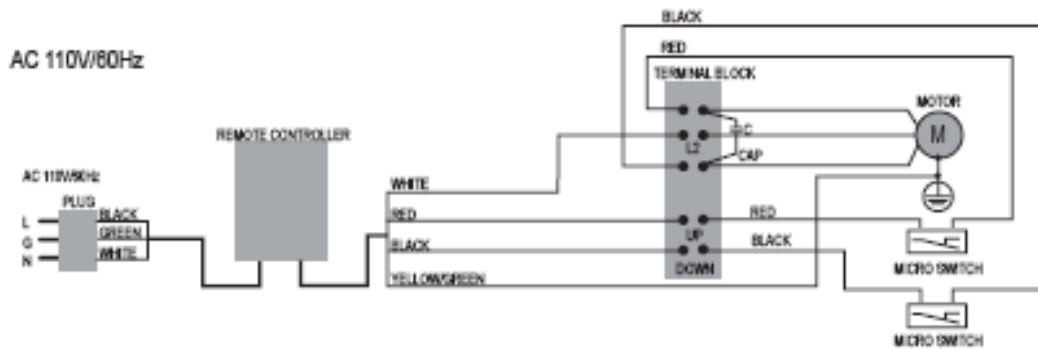 BLACK
AC 110V/60Hz
RED
TERMINAL BLOCK
MOTOR
REMOTE CONTROLLER
C
M
L2
CAP
AC 110V/60Hz
WHITE
PLUG
L
BLACK
RED
RED
G
GREEN
UP
BLACK
N
WHITE
BLACK
DOWN
MICRO SWITCH
YELLOW/GREEN
MICRO SWITCH